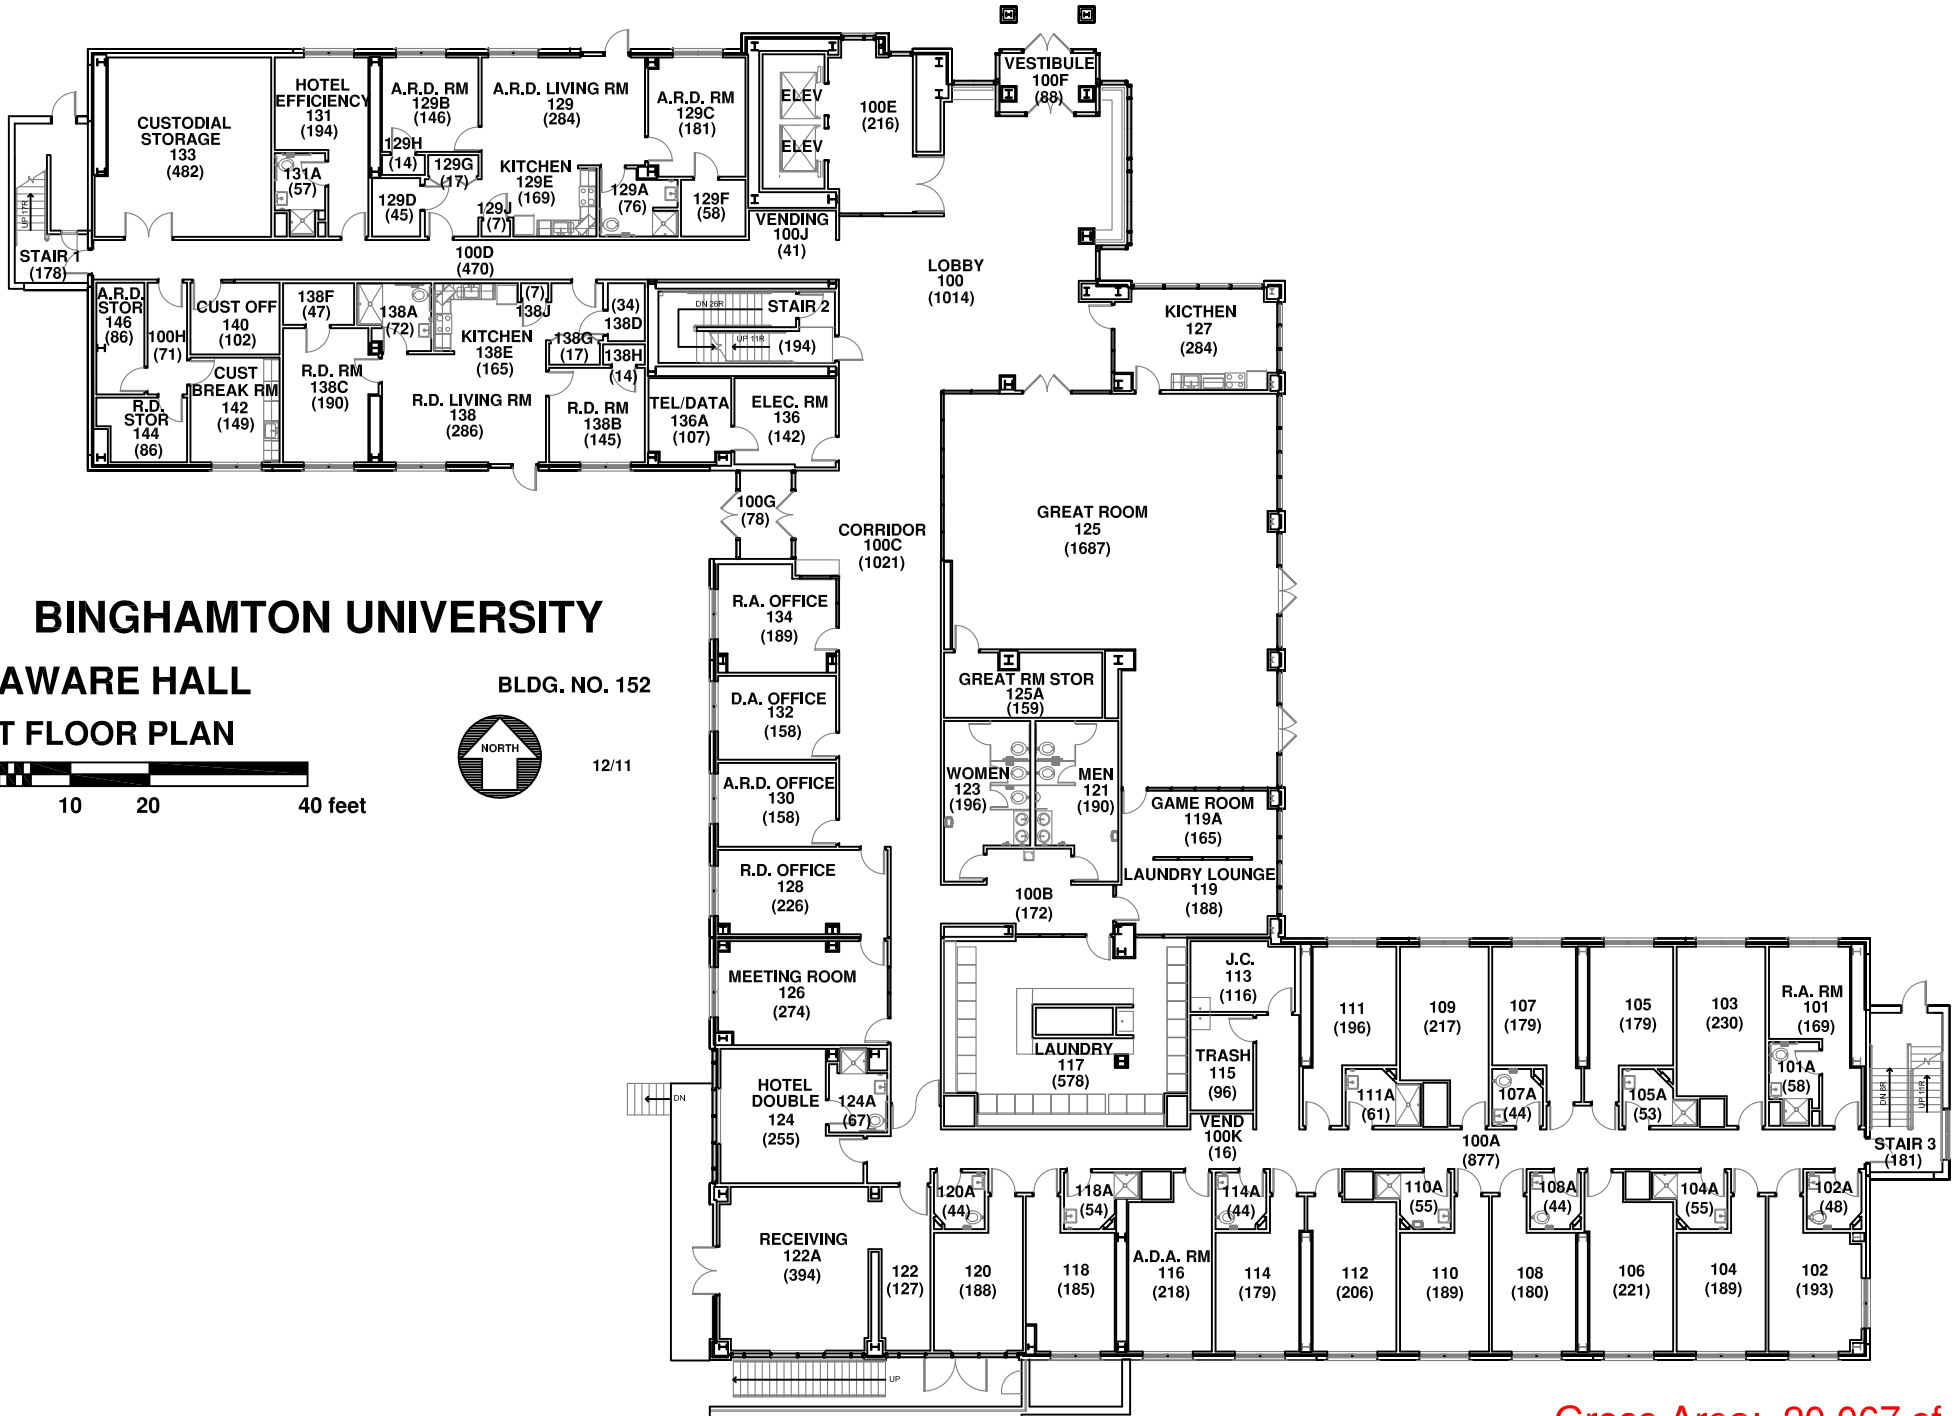 VESTIBULE
100F
(88)
HOTEL
EFFICIENCY
131
(194)
A.R.D. RM
129B
(146)
A.R.D. LIVING RM
129
(284)
A.R.D. RM
129C
(181)
ELEV
ELEV
100E
(216)
CUSTODIAL
STORAGE
133
(482)
131A
(57)
129H
(14)
129G
(17)
129D
(45)
KITCHEN
129E
(169)
129J
(7)
129A
(76)
129F
(58)
VENDING
100J
(41)
UP 17R
STAIR 1
(178)
100D
(470)
LOBBY
100
(1014)
A.R.D.
STOR
146
(86)
100H
(71)
CUST OFF
140
(102)
138F
(47)
138A
(72)
KITCHEN
138E
(165)
(7)
138J
(34)
138D
138G
(17)
138H
(14)
DN 26R
STAIR 2
UP 11R
(194)
KICTHEN
127
(284)
R.D.
STOR
144
(86)
CUST
BREAK RM
142
(149)
R.D. RM
138C
(190)
R.D. LIVING RM
138
(286)
R.D. RM
138B
(145)
TEL/DATA
136A
(107)
ELEC. RM
136
(142)
100G
(78)
CORRIDOR
100C
(1021)
GREAT ROOM
125
(1687)
BINGHAMTON UNIVERSITY
AWARE HALL
T FLOOR PLAN
BLDG. NO. 152
NORTH
12/11
10 20 40 feet
R.A. OFFICE
134
(189)
D.A. OFFICE
132
(158)
A.R.D. OFFICE
130
(158)
R.D. OFFICE
128
(226)
GREAT RM STOR
125A
(159)
WOMEN
123
(196)
MEN
121
(190)
GAME ROOM
119A
(165)
LAUNDRY LOUNGE
119
(188)
100B
(172)
MEETING ROOM
126
(274)
LAUNDRY
117
(578)
J.C.
113
(116)
TRASH
115
(96)
VEND
100K
(16)
HOTEL
DOUBLE
124
(255)
124A
(67)
DN
111
(196)
109
(217)
107
(179)
105
(179)
103
(230)
R.A. RM
101
(169)
111A
(61)
107A
(44)
105A
(53)
101A
(58)
DN 8R
UP 11R
STAIR 3
(181)
100A
(877)
120A
(44)
118A
(54)
114A
(44)
110A
(55)
108A
(44)
104A
(55)
102A
(48)
RECEIVING
122A
(394)
122
(127)
120
(188)
118
(185)
A.D.A. RM
116
(218)
114
(179)
112
(206)
110
(189)
108
(180)
106
(221)
104
(189)
102
(193)
UP